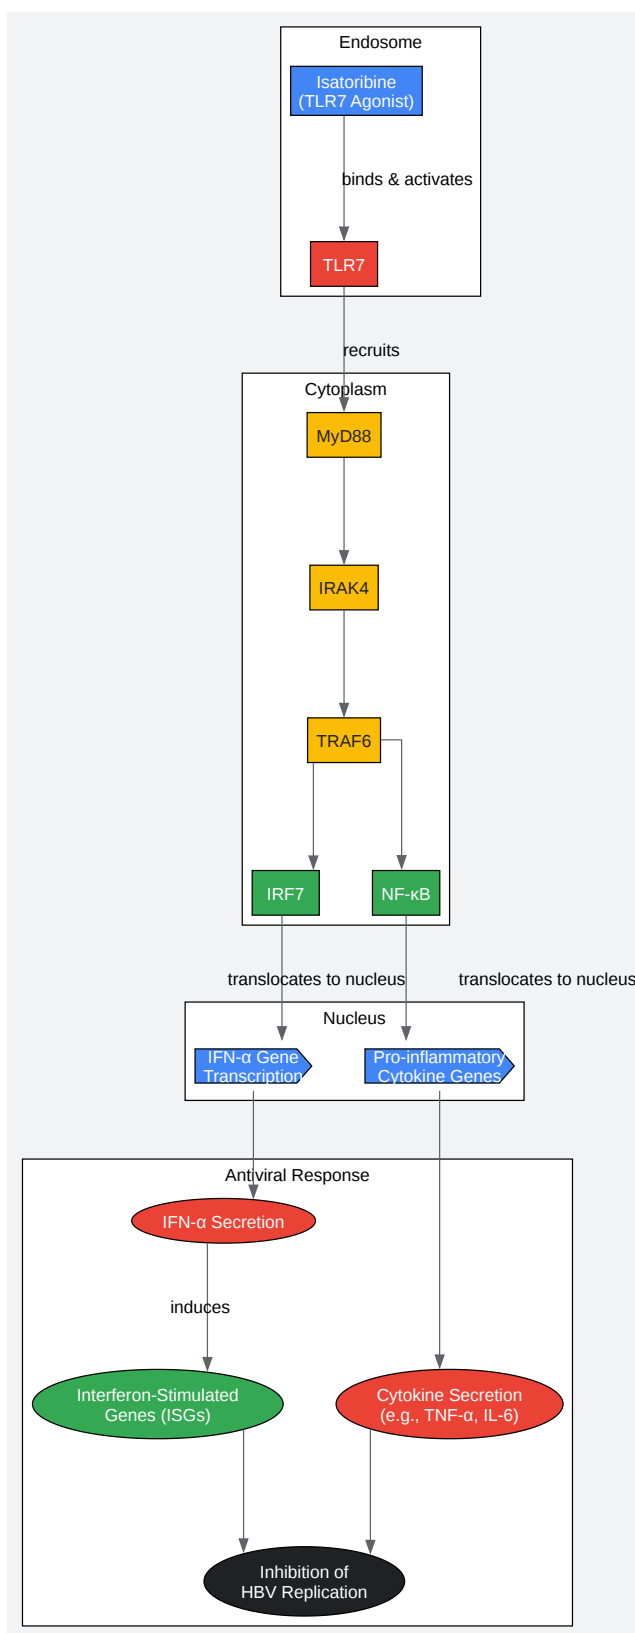 Endosome
Isatoribine
(TLR7 Agonist)
binds & activates
TLR7
recruits
Cytoplasm
MyD88
IRAK4
TRAF6
IRF7
NF-κB
translocates to nucleus
translocates to nucleus
Nucleus
IFN-α Gene
Transcription
Pro-inflammatory
Cytokine Genes
Antiviral Response
IFN-α Secretion
induces
Interferon-Stimulated
Genes (ISGs)
Cytokine Secretion
(e.g., TNF-α, IL-6)
Inhibition of
HBV Replication